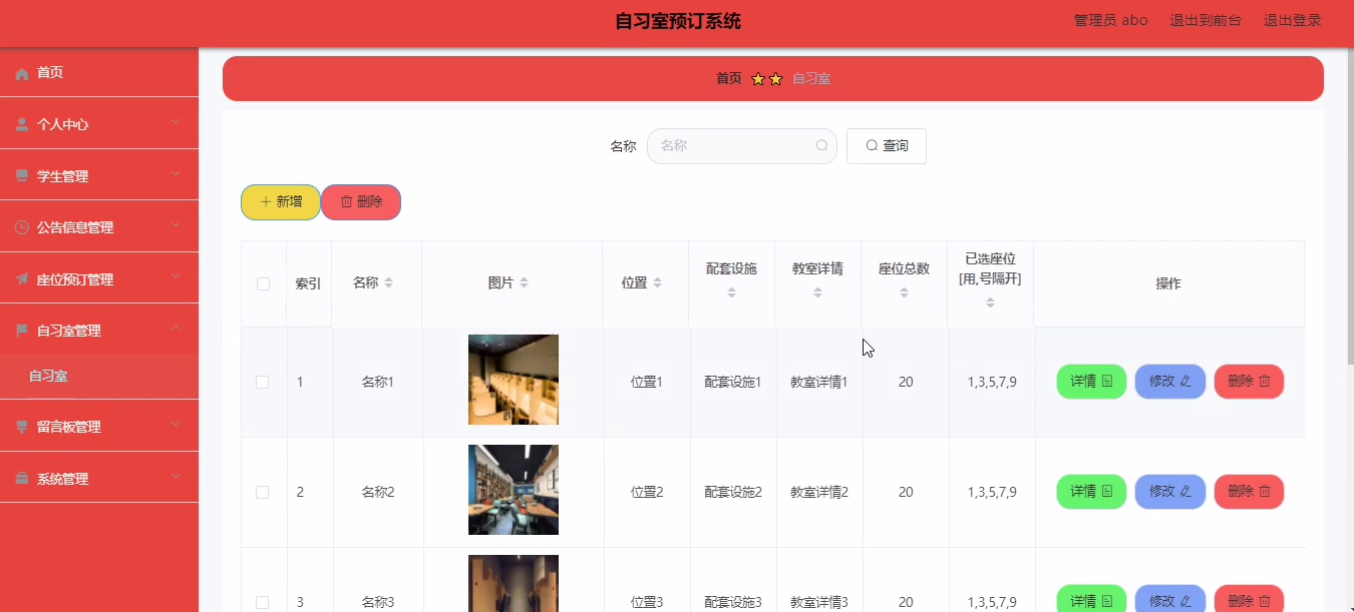 自习室预订系统
管理员 abo 退出到前台 退出登录
首页
个人中心
学生管理
公告信息管理
座位预订管理
自习室管理
自习室
留言板管理
系统管理
首页 自习室
名称 名称 查询
新增 删除
索引 名称 图片 位置 配套设施 教室详情 座位总数 已选座位 操作
[用,号隔开]
1 名称1 位置1 配套设施1 教室详情1 20 1,3,5,7,9 详情 修改 删除
2 名称2 位置2 配套设施2 教室详情2 20 1,3,5,7,9 详情 修改 删除
3 名称3 位置3 配套设施3 教室详情3 20 1,3,5,7,9 详情 修改 删除